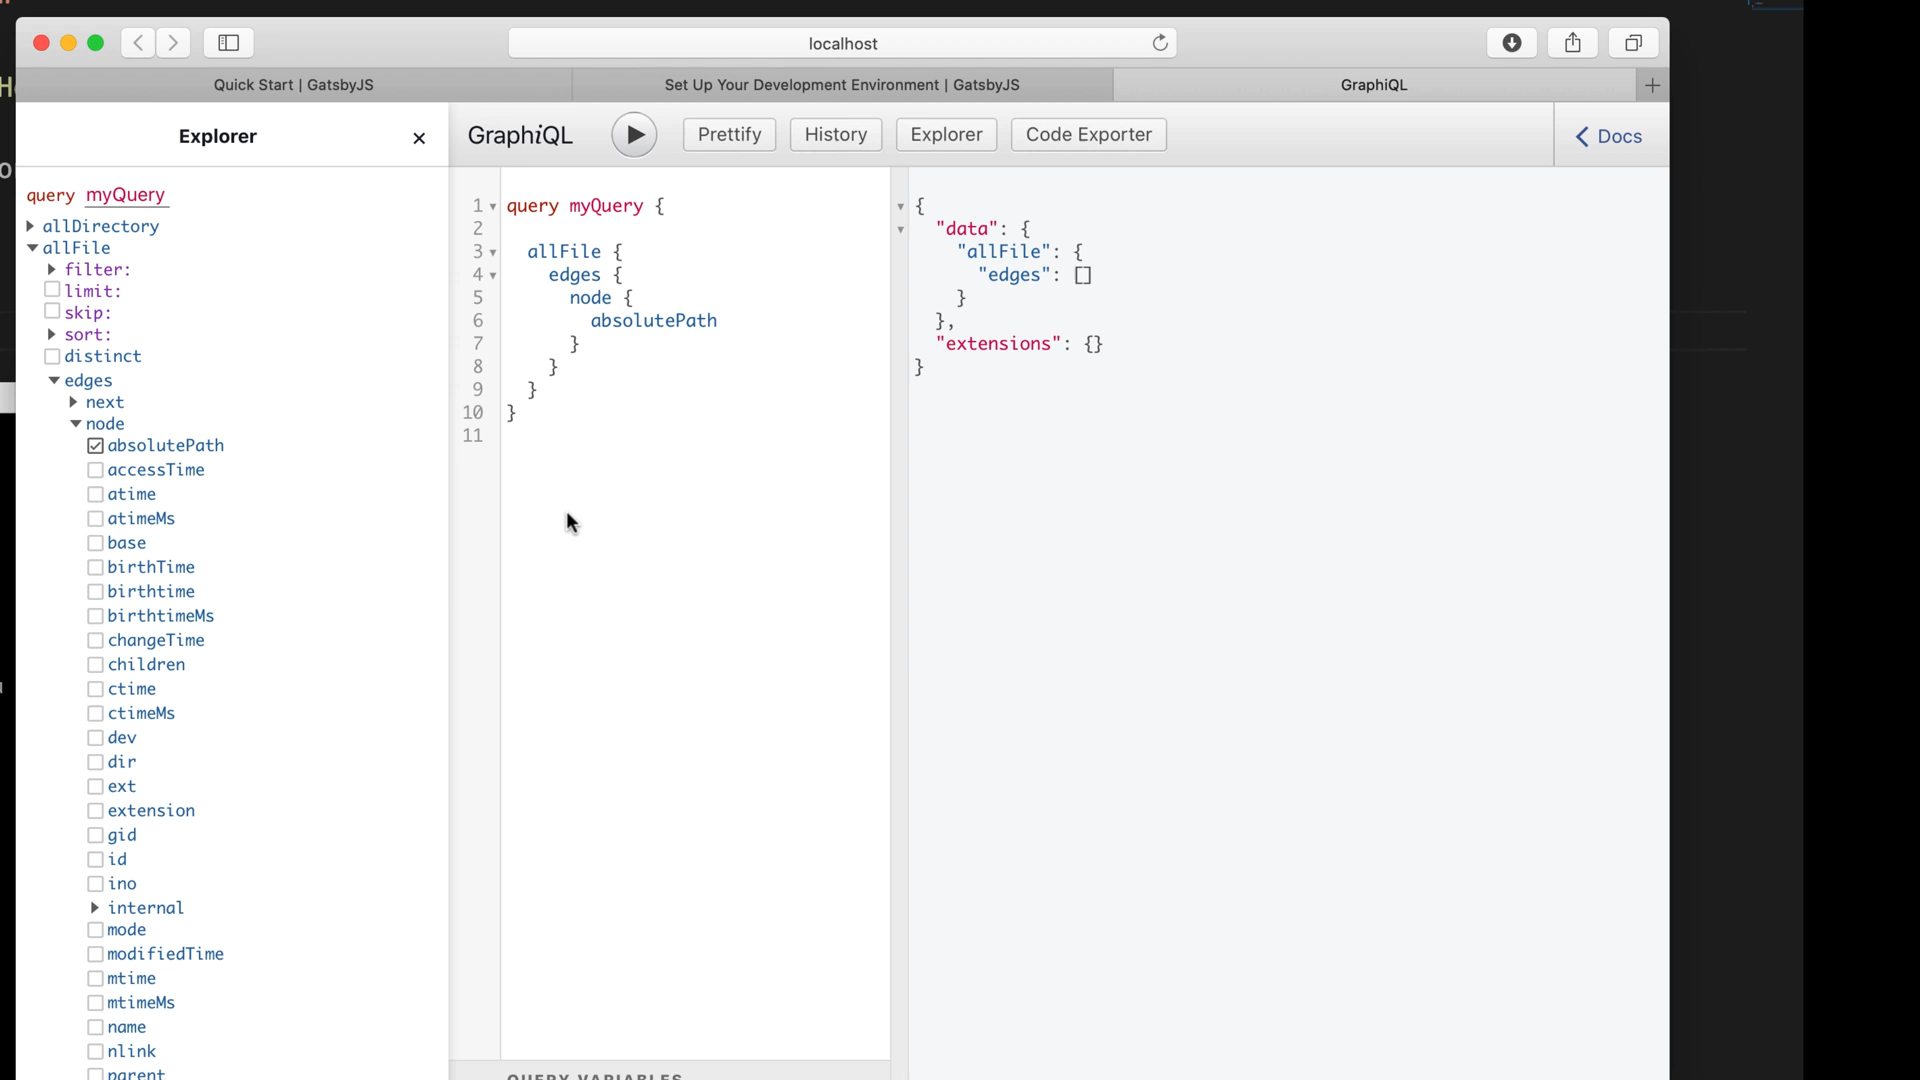 localhost
Quick Start | GatsbyJS
Set Up Your Development Environment | GatsbyJS
GraphiQL
Explorer
GraphiQL
Prettify
History
Explorer
Code Exporter
Docs
query myQuery
allDirectory
allFile
filter:
limit:
skip:
sort:
distinct
edges
next
node
absolutePath
accessTime
atime
atimeMs
base
birthTime
birthtime
birthtimeMs
changeTime
children
ctime
ctimeMs
dev
dir
ext
extension
gid
id
ino
internal
mode
modifiedTime
mtime
mtimeMs
name
nlink
parent
1 query myQuery {
2
3 allFile {
4 edges {
5 node {
6 absolutePath
7 }
8 }
9 }
10 }
11
QUERY VARIABLES
{
"data": {
"allFile": {
"edges": []
}
},
"extensions": {}
}